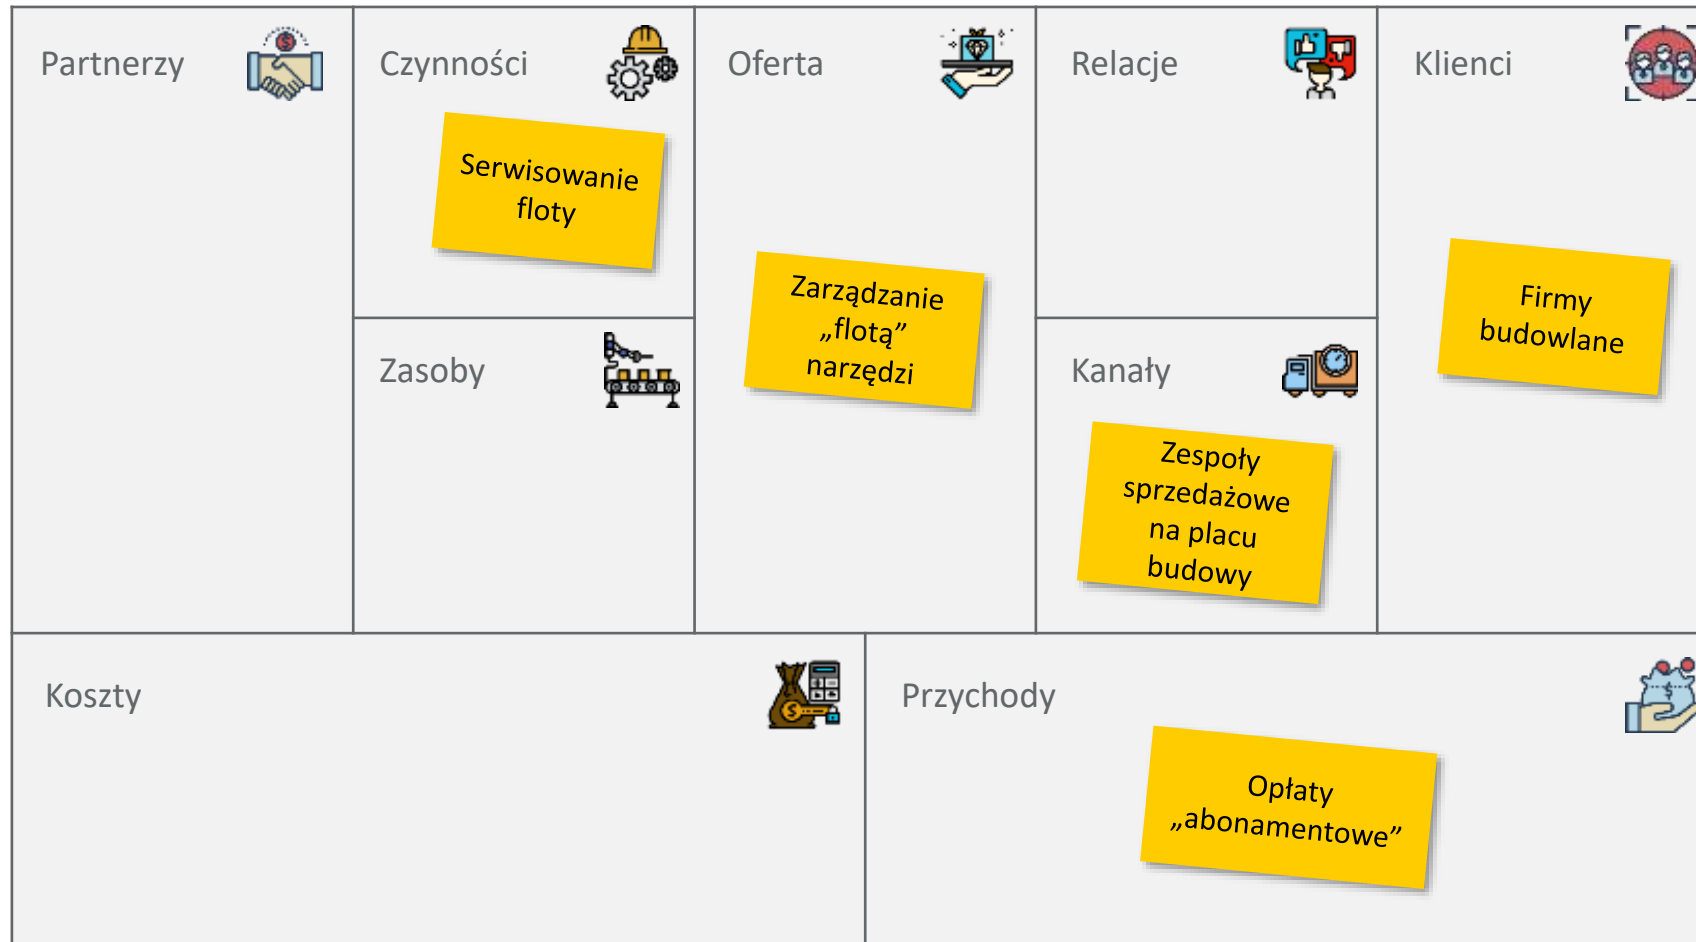 Partnerzy
Czynności
Serwisowanie
floty
Zasoby
Oferta
Zarządzanie
„flotą”
narzędzi
Relacje
Kanały
Zespoły
sprzedażowe
na placu
budowy
Klienci
Firmy
budowlane
Koszty
Przychody
Opłaty
„abonamentowe”